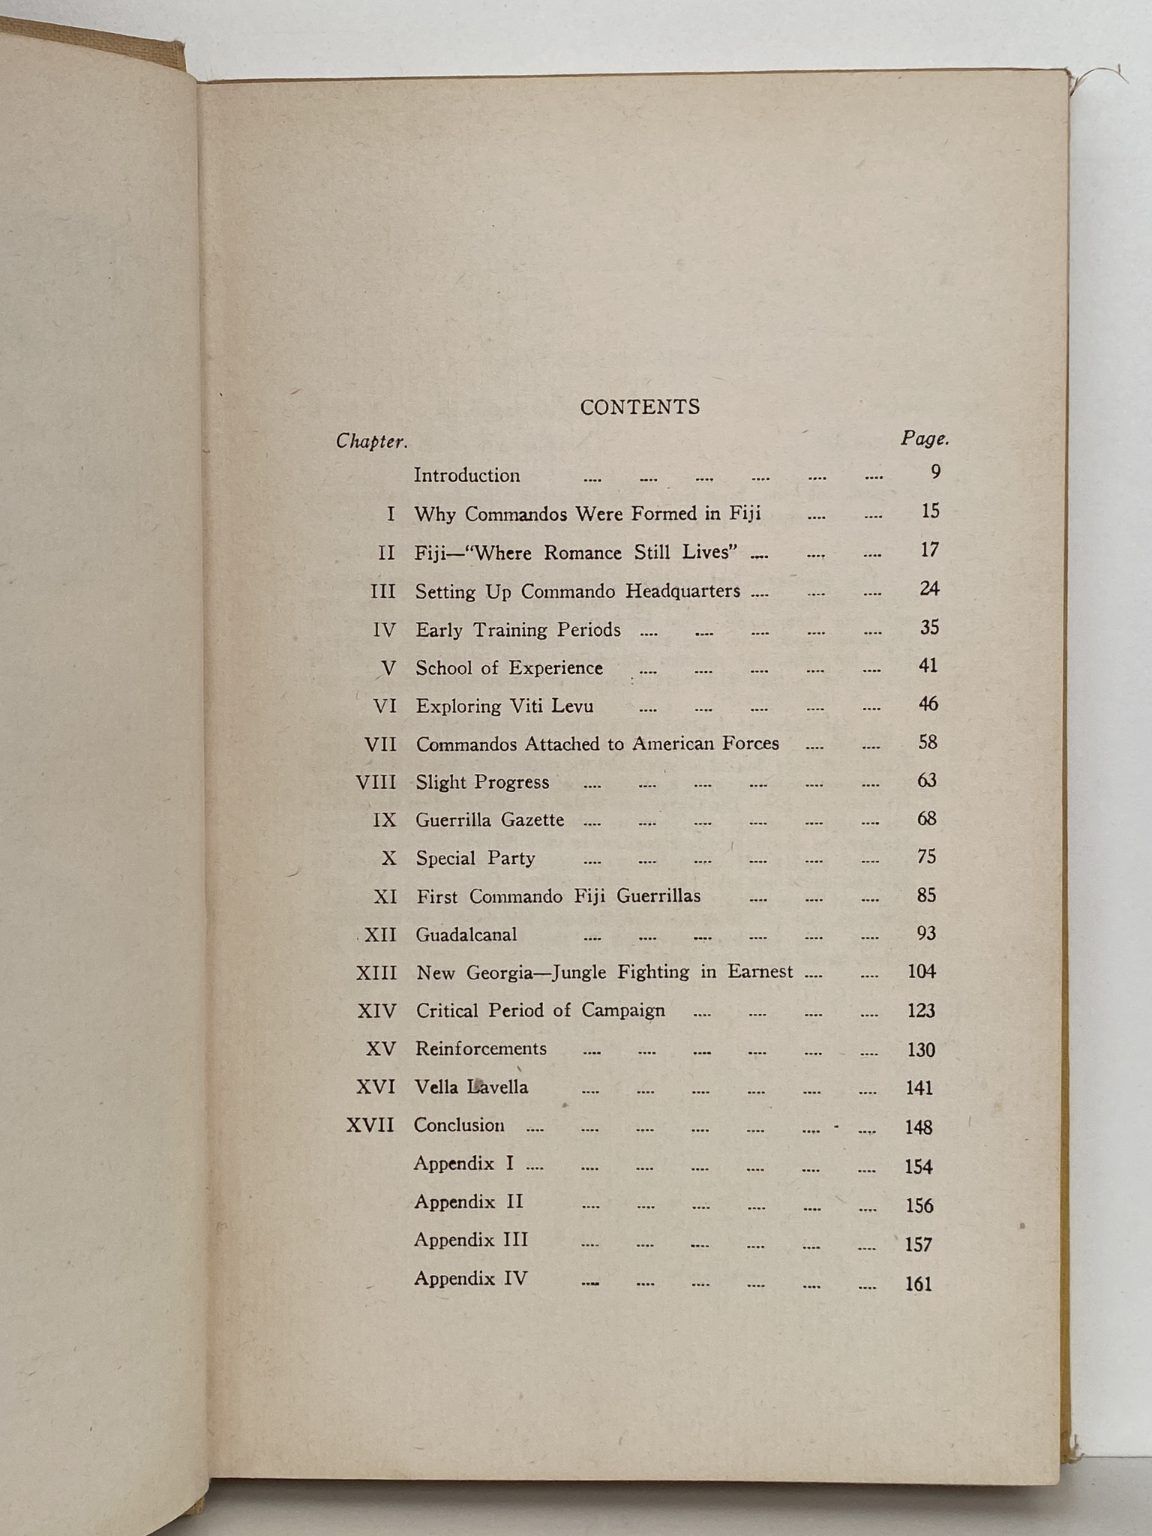 CONTENTS
Chapter. Page.
Introduction .... .... .... .... .... .... 9
I Why Commandos Were Formed in Fiji .... .... 15
II Fiji—“Where Romance Still Lives” .... .... .... 17
III Setting Up Commando Headquarters .... .... .... 24
IV Early Training Periods .... .... .... .... .... 35
V School of Experience .... .... .... .... .... 41
VI Exploring Viti Levu .... .... .... .... .... 46
VII Commandos Attached to American Forces .... .... 58
VIII Slight Progress .... .... .... .... .... .... 63
IX Guerrilla Gazette .... .... .... .... .... .... 68
X Special Party .... .... .... .... .... .... 75
XI First Commando Fiji Guerrillas .... .... .... 85
XII Guadalcanal .... .... .... .... .... .... 93
XIII New Georgia—Jungle Fighting in Earnest .... .... 104
XIV Critical Period of Campaign .... .... .... .... 123
XV Reinforcements .... .... .... .... .... .... 130
XVI Vella Lavella .... .... .... .... .... .... 141
XVII Conclusion .... .... .... .... .... .... .... 148
Appendix I .... .... .... .... .... .... .... 154
Appendix II .... .... .... .... .... .... 156
Appendix III .... .... .... .... .... .... 157
Appendix IV .... .... .... .... .... .... 161